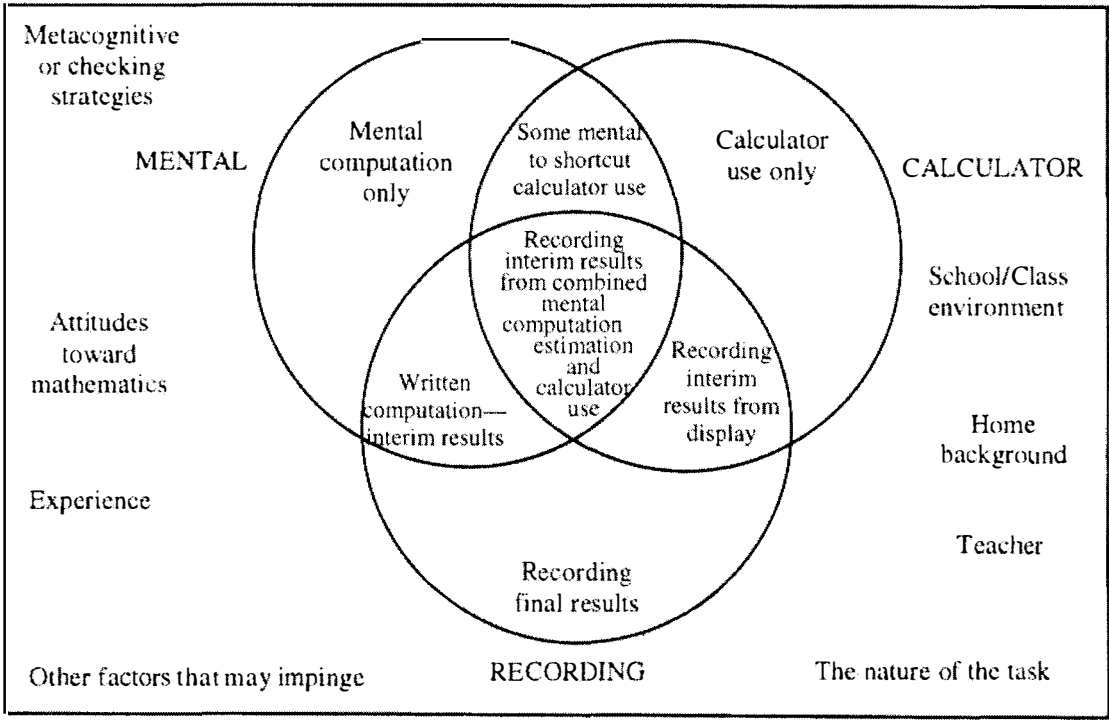 Metacognitive
or checking
strategies
MENTAL
Mental
computation
only
Some mental
to shortcut
calculator use
Calculator
use only
CALCULATOR
Recording
interim results
from combined
mental
computation
estimation
and
calculator
use
School/Class
environment
Attitudes
toward
mathematics
Written
computation—
interim results
Recording
interim
results from
display
Home
background
Experience
Teacher
Recording
final results
Other factors that may impinge
RECORDING
The nature of the task